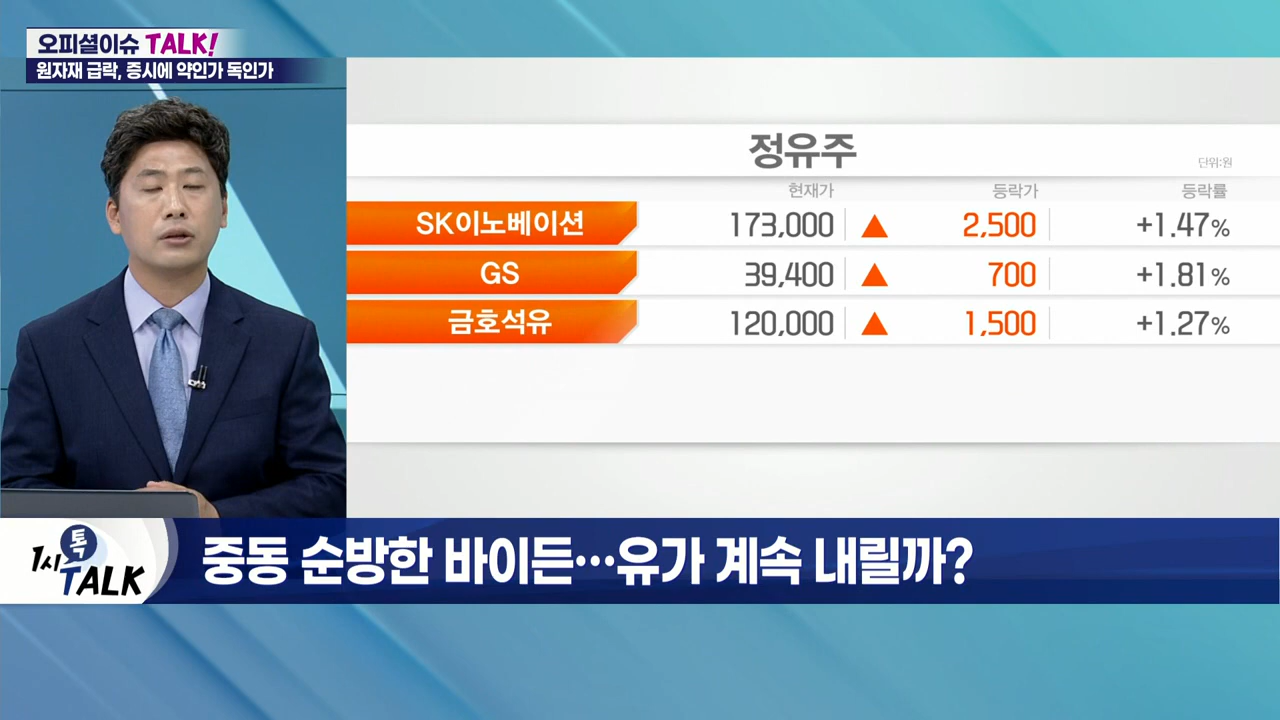 오피셜이슈 TALK!
원자재 급락, 증시에 약인가 독인가
정유주
단위:원
현재가 등락가 등락률
SK이노베이션 173,000 ▲ 2,500 +1.47%
GS 39,400 ▲ 700 +1.81%
금호석유 120,000 ▲ 1,500 +1.27%
1시 톡 TALK
중동 순방한 바이든…유가 계속 내릴까?